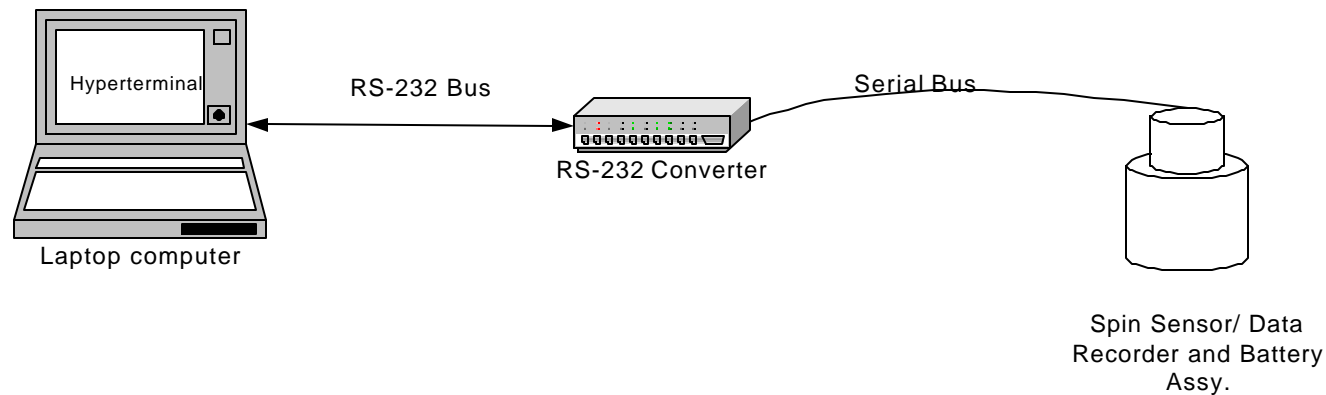 Hyperterminal
RS-232 Bus
Serial Bus
RS-232 Converter
Laptop computer
Spin Sensor/ Data
Recorder and Battery
Assy.